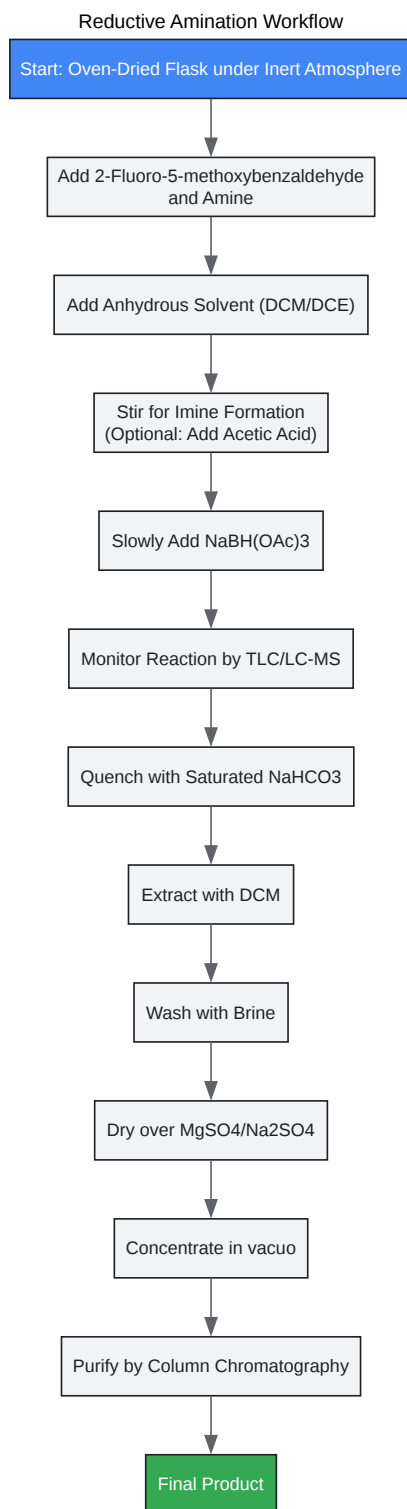 Reductive Amination Workflow
Start: Oven-Dried Flask under Inert Atmosphere
Add 2-Fluoro-5-methoxybenzaldehyde
and Amine
Add Anhydrous Solvent (DCM/DCE)
Stir for Imine Formation
(Optional: Add Acetic Acid)
Slowly Add NaBH(OAc)3
Monitor Reaction by TLC/LC-MS
Quench with Saturated NaHCO3
Extract with DCM
Wash with Brine
Dry over MgSO4/Na2SO4
Concentrate in vacuo
Purify by Column Chromatography
Final Product